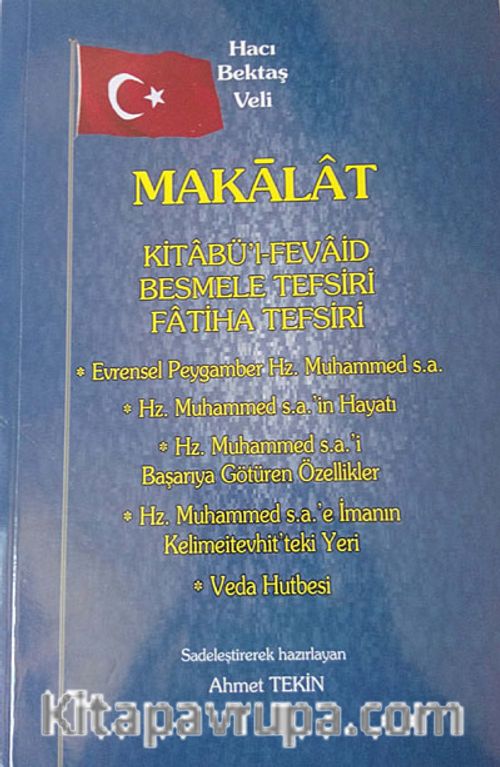 Hacı
Bektaş
Veli
MAKĀLÂT
KİTÂBÜ'l-FEVÂİD
BESMELE TEFSİRİ
FÂTİHA TEFSİRİ
* Evrensel Peygamber Hz. Muhammed s.a.
* Hz. Muhammed s.a.'in Hayatı
* Hz. Muhammed s.a.'i
Başarıya Götüren Özellikler
* Hz. Muhammed s.a.'e İmanın
Kelimeitevhit'teki Yeri
* Veda Hutbesi
Sadeleştirerek hazırlayan
Ahmet TEKİN
Kitapavrupa.com